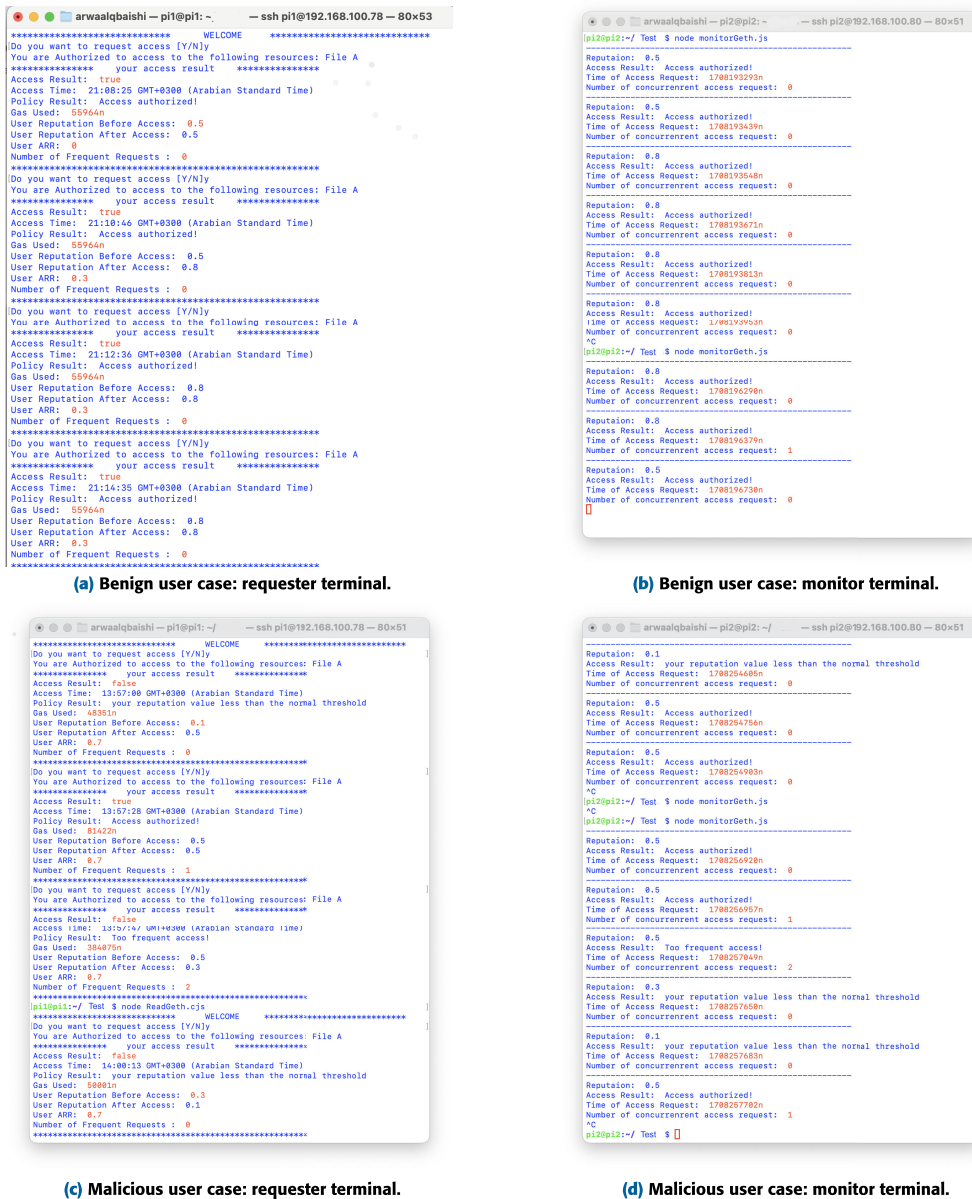 arwaalqbaishi — pi1@pi1: ~ — ssh pi1@192.168.100.78 — 80×53
***************************** WELCOME *****************************
Do you want to request access [Y/N]y
You are Authorized to access to the following resources: File A
*************** your access result ***************
Access Result: true
Access Time: 21:08:25 GMT+0300 (Arabian Standard Time)
Policy Result: Access authorized!
Gas Used: 55964n
User Reputation Before Access: 0.5
User Reputation After Access: 0.5
User ARR: 0
Number of Frequent Requests : 0
********************************************************
Do you want to request access [Y/N]y
You are Authorized to access to the following resources: File A
*************** your access result ***************
Access Result: true
Access Time: 21:10:46 GMT+0300 (Arabian Standard Time)
Policy Result: Access authorized!
Gas Used: 55964n
User Reputation Before Access: 0.5
User Reputation After Access: 0.8
User ARR: 0.3
Number of Frequent Requests : 0
********************************************************
Do you want to request access [Y/N]y
You are Authorized to access to the following resources: File A
*************** your access result ***************
Access Result: true
Access Time: 21:12:36 GMT+0300 (Arabian Standard Time)
Policy Result: Access authorized!
Gas Used: 55964n
User Reputation Before Access: 0.8
User Reputation After Access: 0.8
User ARR: 0.3
Number of Frequent Requests : 0
********************************************************
Do you want to request access [Y/N]y
You are Authorized to access to the following resources: File A
*************** your access result ***************
Access Result: true
Access Time: 21:14:35 GMT+0300 (Arabian Standard Time)
Policy Result: Access authorized!
Gas Used: 55964n
User Reputation Before Access: 0.8
User Reputation After Access: 0.8
User ARR: 0.3
Number of Frequent Requests : 0
********************************************************
(a) Benign user case: requester terminal.
arwaalqbaishi — pi2@pi2: ~ — ssh pi2@192.168.100.80 — 80×51
pi2@pi2:~/ Test $ node monitorGeth.js
------------------------------------------------
Reputaion: 0.5
Access Result: Access authorized!
Time of Access Request: 1708193293n
Number of concurrenrent access request: 0
------------------------------------------------
Reputaion: 0.5
Access Result: Access authorized!
Time of Access Request: 1708193439n
Number of concurrenrent access request: 0
------------------------------------------------
Reputaion: 0.8
Access Result: Access authorized!
Time of Access Request: 1708193548n
Number of concurrenrent access request: 0
------------------------------------------------
Reputaion: 0.8
Access Result: Access authorized!
Time of Access Request: 1708193671n
Number of concurrenrent access request: 0
------------------------------------------------
Reputaion: 0.8
Access Result: Access authorized!
Time of Access Request: 1708193813n
Number of concurrenrent access request: 0
------------------------------------------------
Reputaion: 0.8
Access Result: Access authorized!
Time of Access Request: 1708193953n
Number of concurrenrent access request: 0
^C
pi2@pi2:~/ Test $ node monitorGeth.js
------------------------------------------------
Reputaion: 0.8
Access Result: Access authorized!
Time of Access Request: 1708196290n
Number of concurrenrent access request: 0
------------------------------------------------
Reputaion: 0.8
Access Result: Access authorized!
Time of Access Request: 1708196379n
Number of concurrenrent access request: 1
------------------------------------------------
Reputaion: 0.5
Access Result: Access authorized!
Time of Access Request: 1708196730n
Number of concurrenrent access request: 0
(b) Benign user case: monitor terminal.
arwaalqbaishi — pi1@pi1: ~/ — ssh pi1@192.168.100.78 — 80×51
************************** WELCOME **************************
Do you want to request access [Y/N]y
You are Authorized to access to the following resources: File A
*************** your access result ***************
Access Result: false
Access Time: 13:57:00 GMT+0300 (Arabian Standard Time)
Policy Result: your reputation value less than the normal threshold
Gas Used: 48351n
User Reputation Before Access: 0.1
User Reputation After Access: 0.5
User ARR: 0.7
Number of Frequent Requests : 0
********************************************************
Do you want to request access [Y/N]y
You are Authorized to access to the following resources: File A
*************** your access result ***************
Access Result: true
Access Time: 13:57:28 GMT+0300 (Arabian Standard Time)
Policy Result: Access authorized!
Gas Used: 81422n
User Reputation Before Access: 0.5
User Reputation After Access: 0.5
User ARR: 0.7
Number of Frequent Requests : 1
********************************************************
Do you want to request access [Y/N]y
You are Authorized to access to the following resources: File A
*************** your access result ***************
Access Result: false
Access Time: 13:57:47 GMT+0300 (Arabian Standard Time)
Policy Result: Too frequent access!
Gas Used: 384075n
User Reputation Before Access: 0.5
User Reputation After Access: 0.3
User ARR: 0.7
Number of Frequent Requests : 2
********************************************************
pi1@pi1:~/ Test $ node ReadGeth.cjs
************************** WELCOME **************************
Do you want to request access [Y/N]y
You are Authorized to access to the following resources: File A
*************** your access result ***************
Access Result: false
Access Time: 14:00:13 GMT+0300 (Arabian Standard Time)
Policy Result: your reputation value less than the normal threshold
Gas Used: 50001n
User Reputation Before Access: 0.3
User Reputation After Access: 0.1
User ARR: 0.7
Number of Frequent Requests : 0
********************************************************
(c) Malicious user case: requester terminal.
arwaalqbaishi — pi2@pi2: ~/ — ssh pi2@192.168.100.80 — 80×51
------------------------------------------------
Reputaion: 0.1
Access Result: your reputation value less than the normal threshold
Time of Access Request: 1708254605n
Number of concurrenrent access request: 0
------------------------------------------------
Reputaion: 0.5
Access Result: Access authorized!
Time of Access Request: 1708254756n
Number of concurrenrent access request: 0
------------------------------------------------
Reputaion: 0.5
Access Result: Access authorized!
Time of Access Request: 1708254903n
Number of concurrenrent access request: 0
^C
pi2@pi2:~/ Test $ node monitorGeth.js
^C
pi2@pi2:~/ Test $ node monitorGeth.js
------------------------------------------------
Reputaion: 0.5
Access Result: Access authorized!
Time of Access Request: 1708256920n
Number of concurrenrent access request: 0
------------------------------------------------
Reputaion: 0.5
Access Result: Access authorized!
Time of Access Request: 1708256957n
Number of concurrenrent access request: 1
------------------------------------------------
Reputaion: 0.5
Access Result: Too frequent access!
Time of Access Request: 1708257049n
Number of concurrenrent access request: 2
------------------------------------------------
Reputaion: 0.3
Access Result: your reputation value less than the normal threshold
Time of Access Request: 1708257650n
Number of concurrenrent access request: 0
------------------------------------------------
Reputaion: 0.1
Access Result: your reputation value less than the normal threshold
Time of Access Request: 1708257683n
Number of concurrenrent access request: 0
------------------------------------------------
Reputaion: 0.5
Access Result: Access authorized!
Time of Access Request: 1708257702n
Number of concurrenrent access request: 1
^C
pi2@pi2:~/ Test $
(d) Malicious user case: monitor terminal.